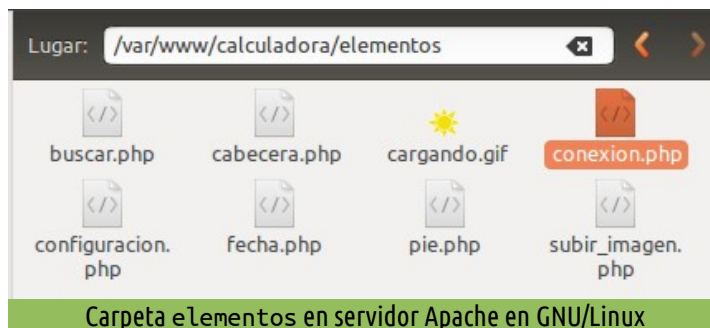 Lugar: /var/www/calculadora/elementos
buscar.php cabecera.php cargando.gif conexion.php
configuracion.
php
fecha.php pie.php subir_imagen.
php
Carpeta elementos en servidor Apache en GNU/Linux